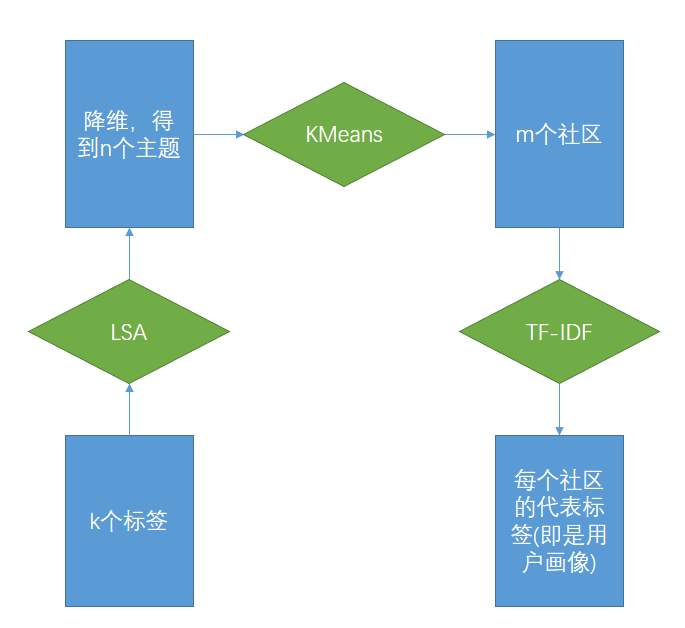 降维，得
到n个主题
KMeans
m个社区
LSA
TF-IDF
k个标签
每个社区
的代表标
签(即是用
户画像)